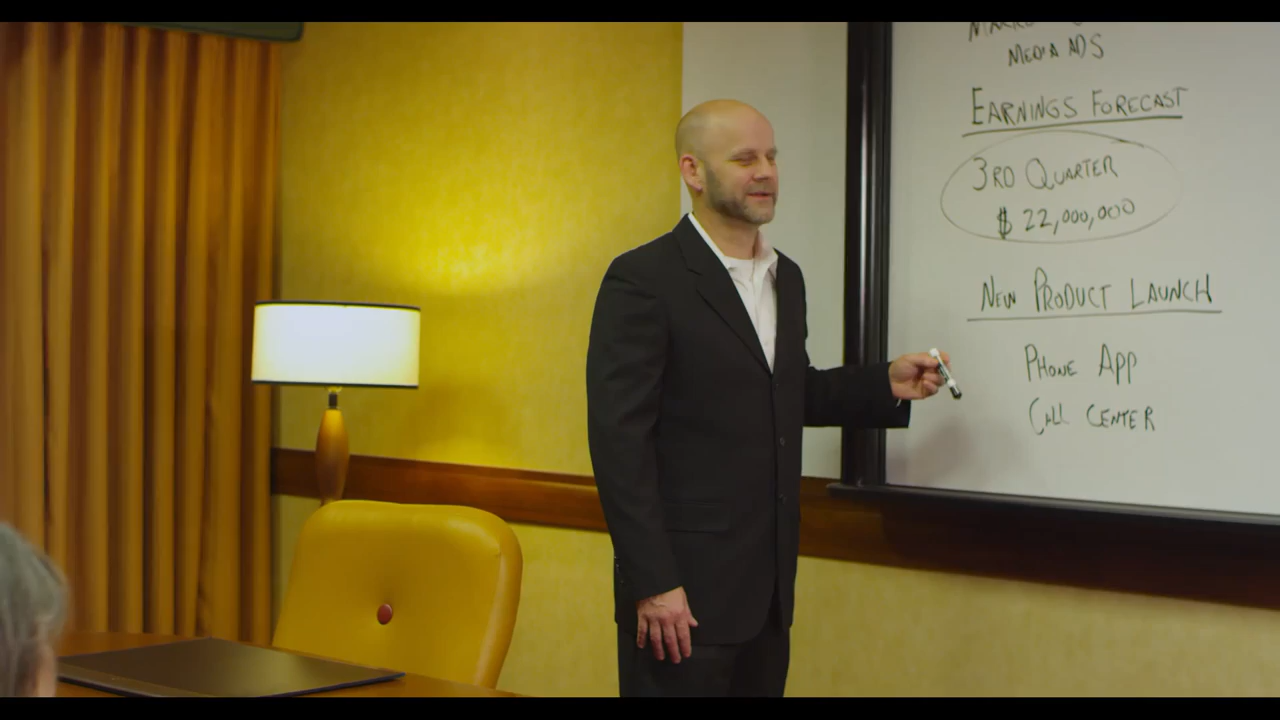 MEDIA ADS
EARNINGS FORECAST
3RD QUARTER
$ 22,000,000
NEW PRODUCT LAUNCH
PHONE APP
CALL CENTER